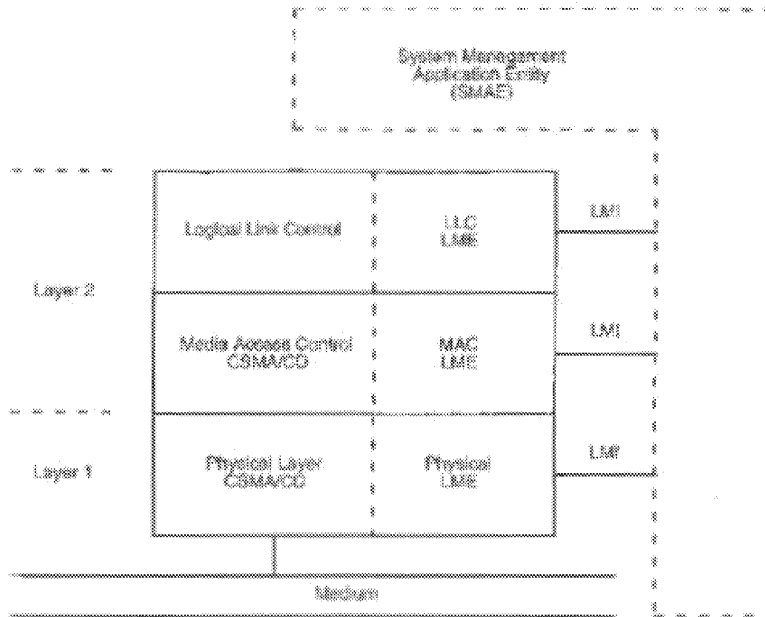 System Management
Application Entity
(SMAE)
Logical Link Control
LLC
LME
LMI
Layer 2
Media Access Control
CSMA/CD
MAC
LME
LMI
Layer 1
Physical Layer
CSMA/CD
Physical
LME
LMI
Medium